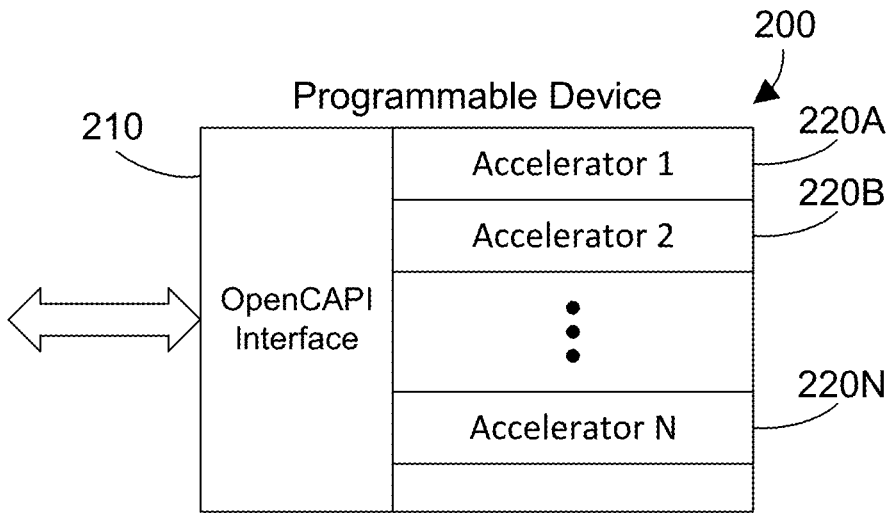 200
Programmable Device
210
220A
Accelerator 1
220B
Accelerator 2
OpenCAPI
Interface
220N
Accelerator N